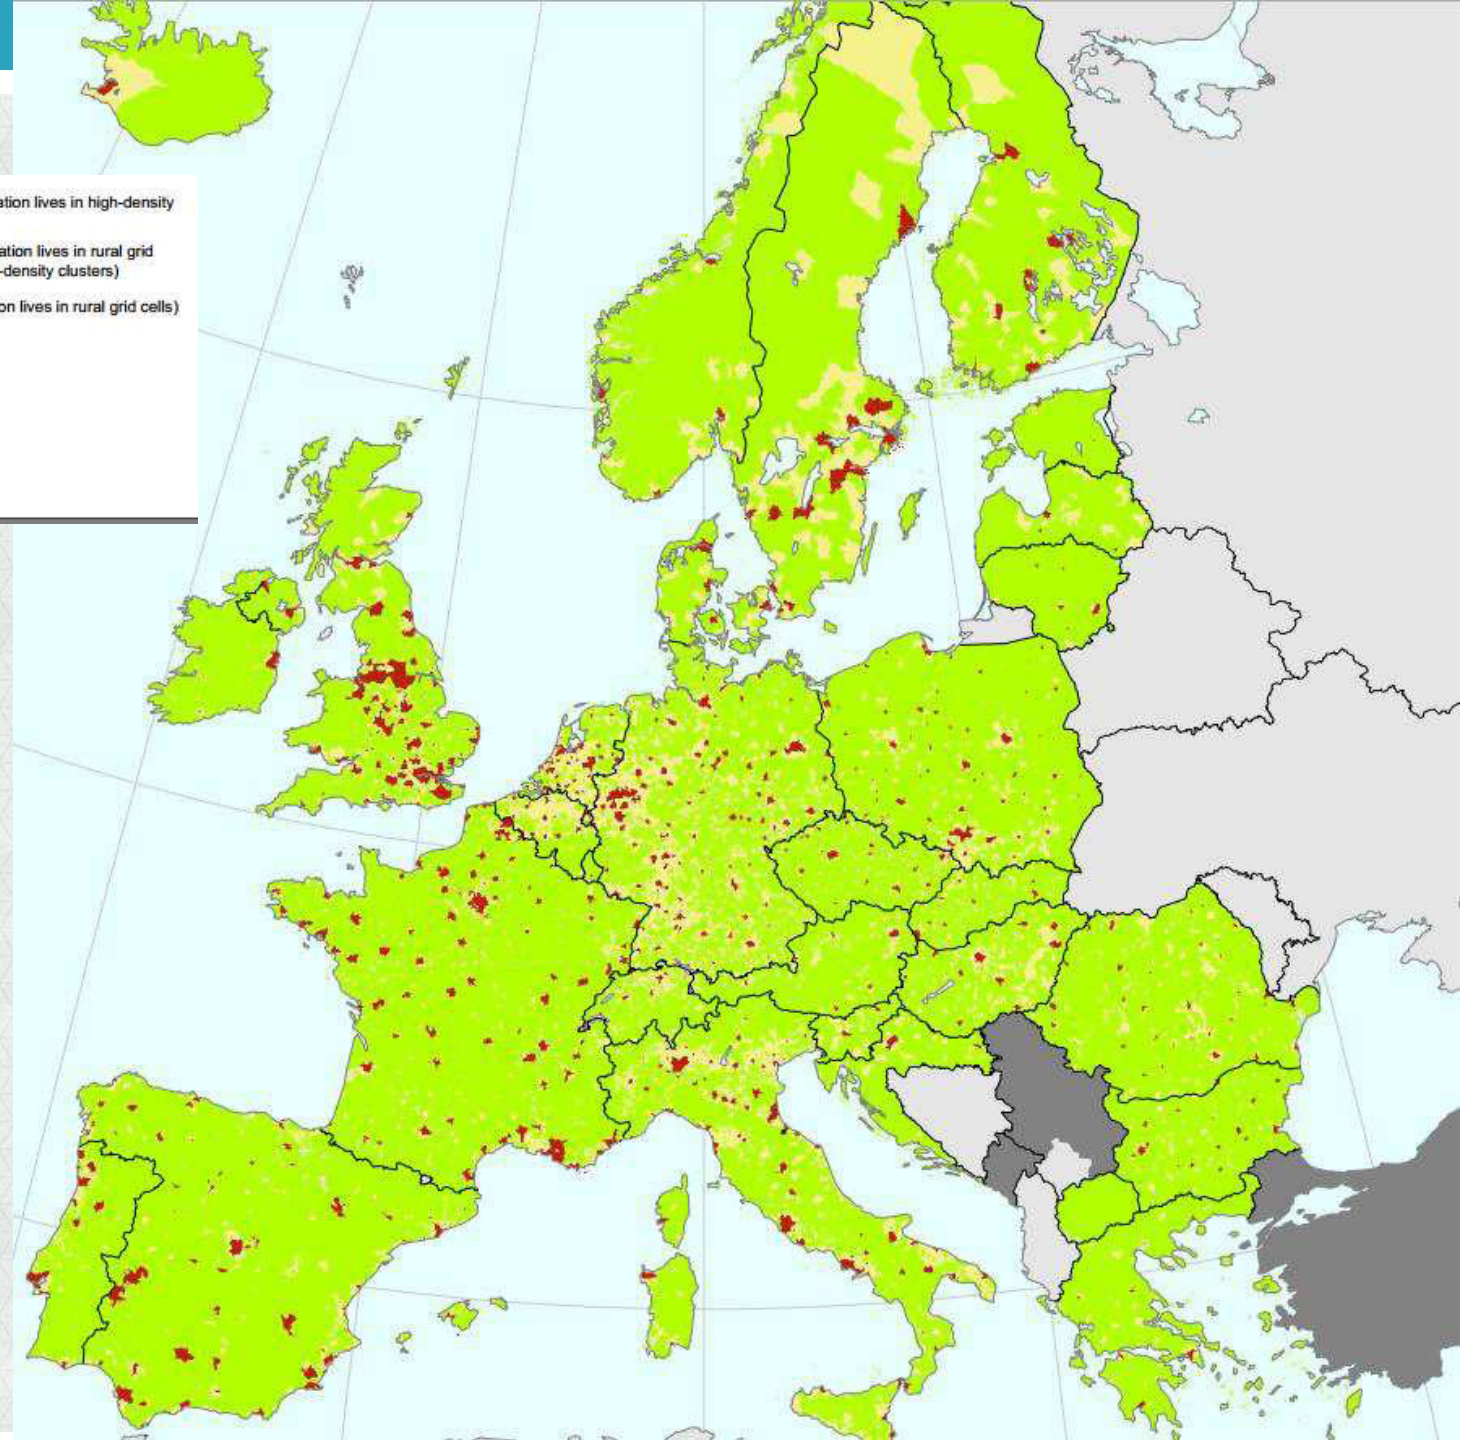 ation lives in high-density
ation lives in rural grid
-density clusters)
on lives in rural grid cells)